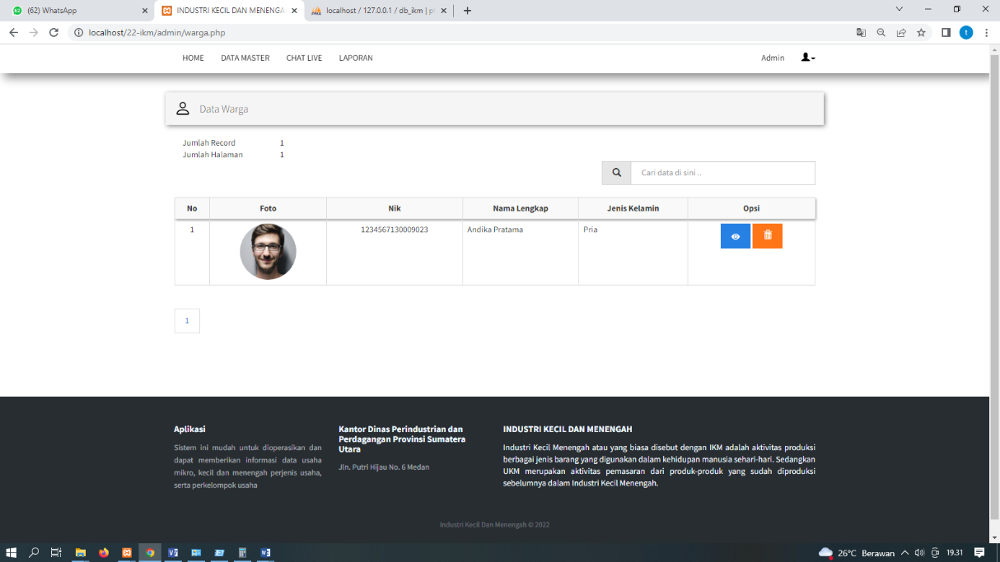 (62) WhatsApp
INDUSTRI KECIL DAN MENENGA
localhost / 127.0.0.1 / db_ikm | p
localhost/22-ikm/admin/warga.php
t
HOME DATA MASTER CHAT LIVE LAPORAN Admin
Data Warga
Jumlah Record 1
Jumlah Halaman 1
Cari data di sini ..
No Foto Nik Nama Lengkap Jenis Kelamin Opsi
1 1234567130009023 Andika Pratama Pria
1
Aplikasi
Sistem ini mudah untuk dioperasikan dan
dapat memberikan informasi data usaha
mikro, kecil dan menengah perjenis usaha,
serta perkelompok usaha
Kantor Dinas Perindustrian dan
Perdagangan Provinsi Sumatera
Utara
Jln. Putri Hijau No. 6 Medan
INDUSTRI KECIL DAN MENENGAH
Industri Kecil Menengah atau yang biasa disebut dengan IKM adalah aktivitas produksi
berbagai jenis barang yang digunakan dalam kehidupan manusia sehari-hari. Sedangkan
UKM merupakan aktivitas pemasaran dari produk-produk yang sudah diproduksi
sebelumnya dalam Industri Kecil Menengah.
Industri Kecil Dan Menengah © 2022
26°C Berawan 19.31